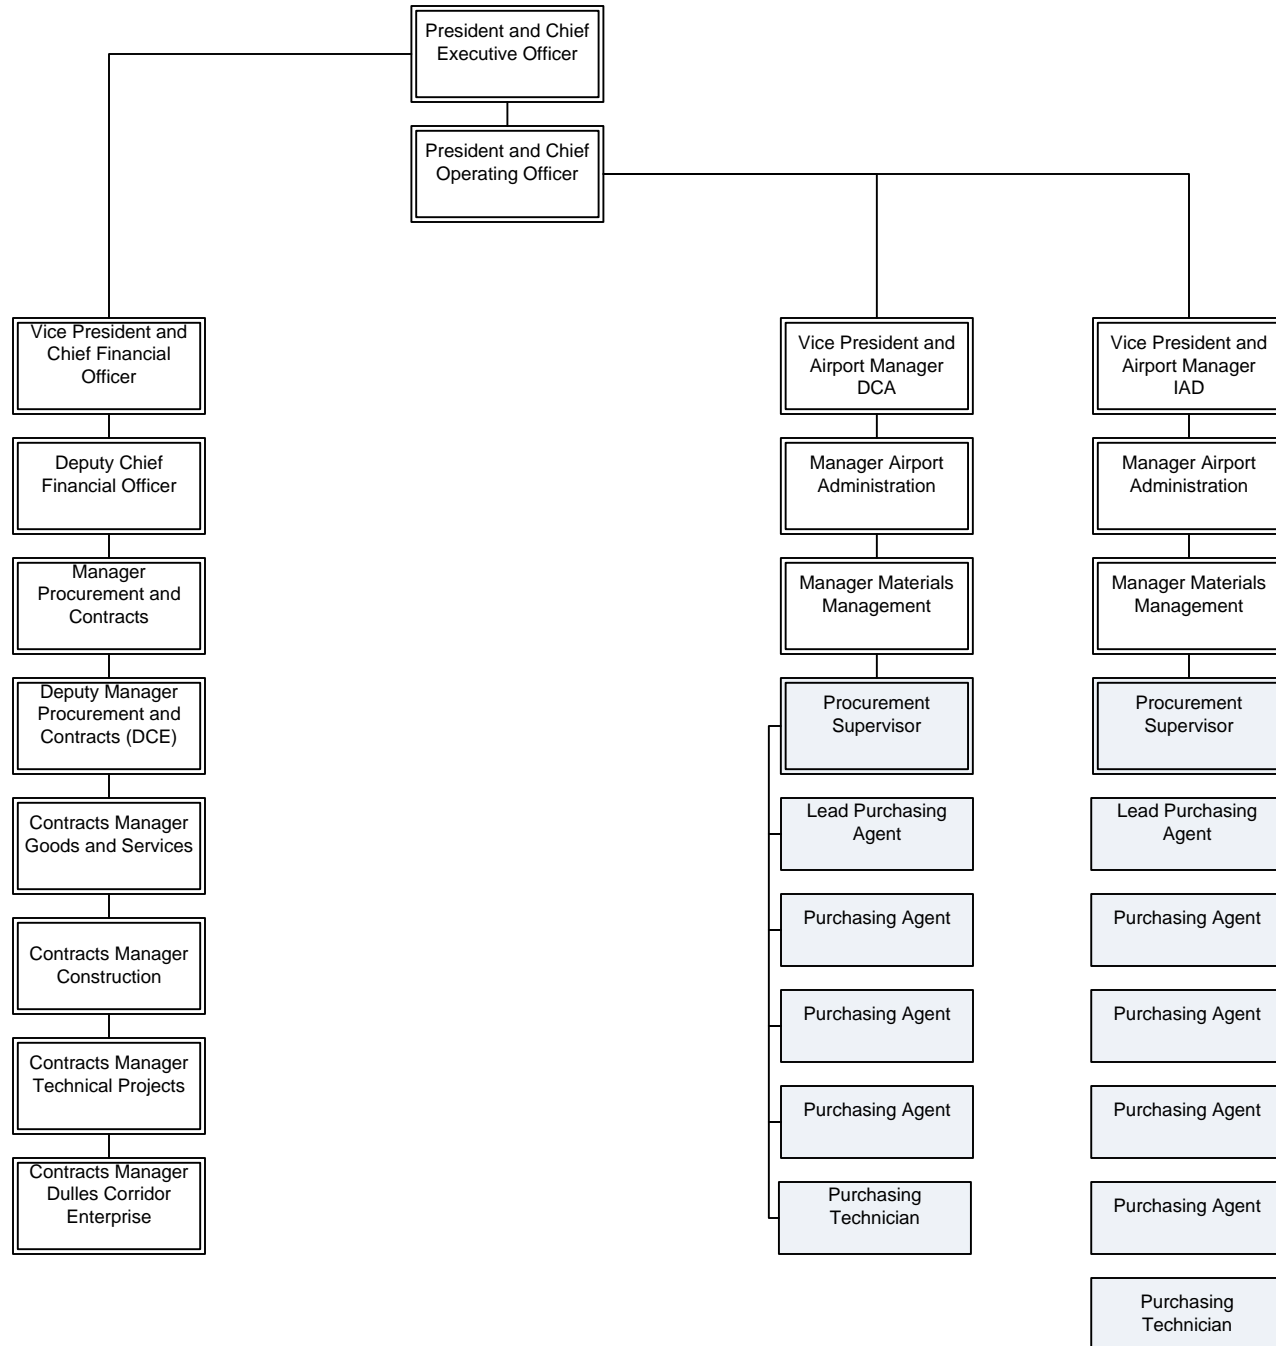 President and Chief
Executive Officer
President and Chief
Operating Officer
Vice President and
Chief Financial
Officer
Deputy Chief
Financial Officer
Manager
Procurement and
Contracts
Deputy Manager
Procurement and
Contracts (DCE)
Contracts Manager
Goods and Services
Contracts Manager
Construction
Contracts Manager
Technical Projects
Contracts Manager
Dulles Corridor
Enterprise
Vice President and
Airport Manager
DCA
Manager Airport
Administration
Manager Materials
Management
Procurement
Supervisor
Lead Purchasing
Agent
Purchasing Agent
Purchasing Agent
Purchasing Agent
Purchasing
Technician
Vice President and
Airport Manager
IAD
Manager Airport
Administration
Manager Materials
Management
Procurement
Supervisor
Lead Purchasing
Agent
Purchasing Agent
Purchasing Agent
Purchasing Agent
Purchasing Agent
Purchasing
Technician